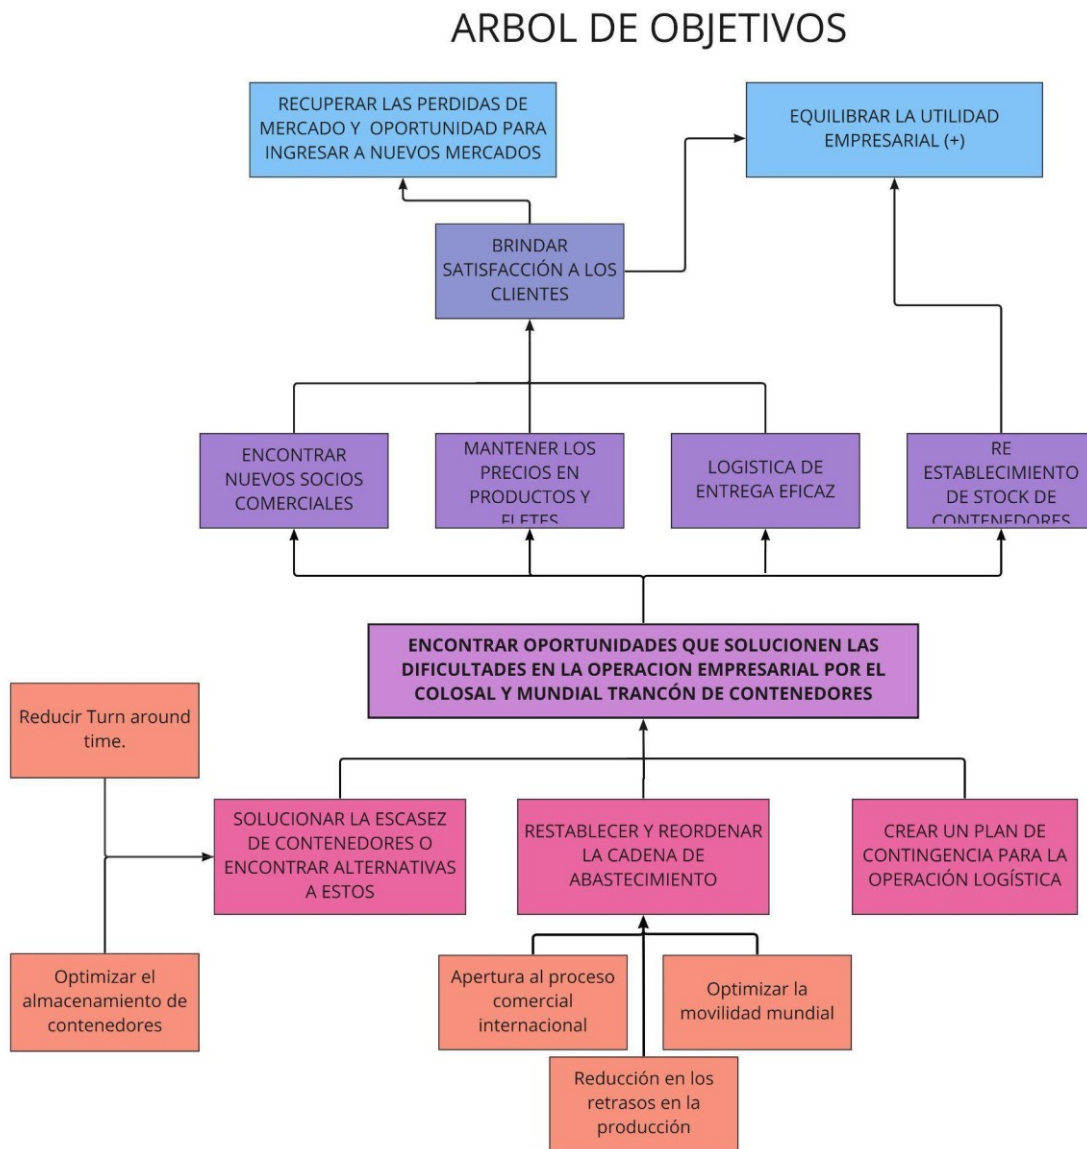 ARBOL DE OBJETIVOS
RECUPERAR LAS PERDIDAS DE
MERCADO Y OPORTUNIDAD PARA
INGRESAR A NUEVOS MERCADOS
EQUILIBRAR LA UTILIDAD
EMPRESARIAL (+)
BRINDAR
SATISFACCIÓN A LOS
CLIENTES
ENCONTRAR
NUEVOS SOCIOS
COMERCIALES
MANTENER LOS
PRECIOS EN
PRODUCTOS Y
FLETES
LOGISTICA DE
ENTREGA EFICAZ
RE
ESTABLECIMIENTO
DE STOCK DE
CONTENEDORES
ENCONTRAR OPORTUNIDADES QUE SOLUCIONEN LAS
DIFICULTADES EN LA OPERACION EMPRESARIAL POR EL
COLOSAL Y MUNDIAL TRANCÓN DE CONTENEDORES
Reducir Turn around
time.
SOLUCIONAR LA ESCASEZ
DE CONTENEDORES O
ENCONTRAR ALTERNATIVAS
A ESTOS
RESTABLECER Y REORDENAR
LA CADENA DE
ABASTECIMIENTO
CREAR UN PLAN DE
CONTINGENCIA PARA LA
OPERACIÓN LOGÍSTICA
Optimizar el
almacenamiento de
contenedores
Apertura al proceso
comercial
internacional
Optimizar la
movilidad mundial
Reducción en los
retrasos en la
producción